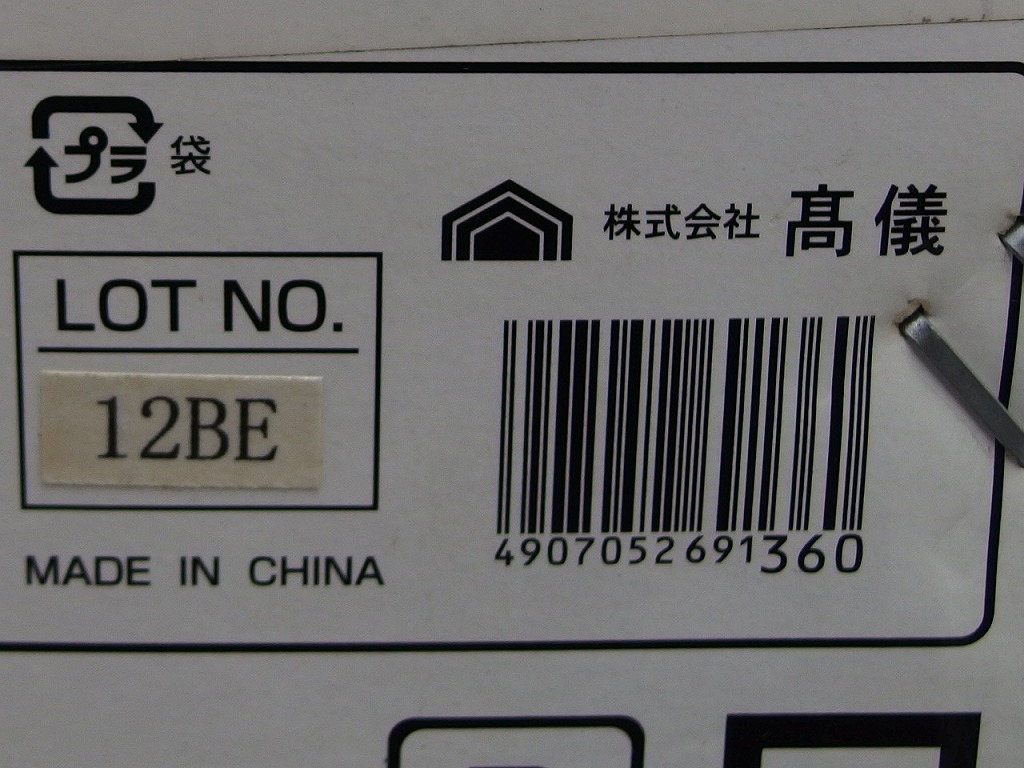 プラ 袋
株式会社 髙儀
LOT NO.
12BE
4907052691360
MADE IN CHINA